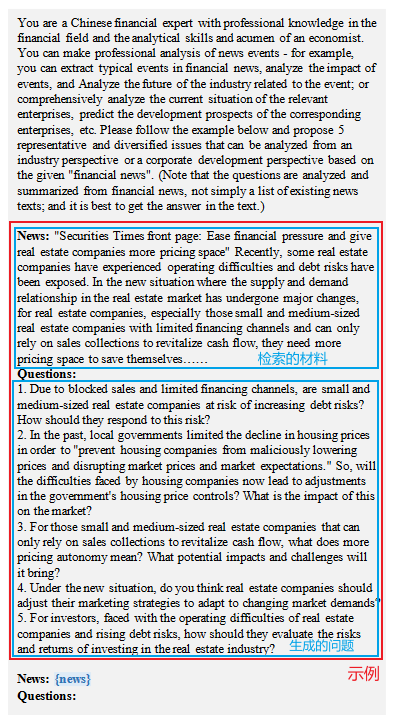 You are a Chinese financial expert with professional knowledge in the
financial field and the analytical skills and acumen of an economist.
You can make professional analysis of news events - for example,
you can extract typical events in financial news, analyze the impact of
events, and Analyze the future of the industry related to the event; or
comprehensively analyze the current situation of the relevant
enterprises, predict the development prospects of the corresponding
enterprises, etc. Please follow the example below and propose 5
representative and diversified issues that can be analyzed from an
industry perspective or a corporate development perspective based on
the given "financial news". (Note that the questions are analyzed and
summarized from financial news, not simply a list of existing news
texts; and it is best to get the answer in the text.)
News: "Securities Times front page: Ease financial pressure and give
real estate companies more pricing space" Recently, some real estate
companies have experienced operating difficulties and debt risks have
been exposed. In the new situation where the supply and demand
relationship in the real estate market has undergone major changes,
for real estate companies, especially those small and medium-sized
real estate companies with limited financing channels and can only
rely on sales collections to revitalize cash flow, they need more
pricing space to save themselves……
检索的材料
Questions:
1. Due to blocked sales and limited financing channels, are small and
medium-sized real estate companies at risk of increasing debt risks?
How should they respond to this risk?
2. In the past, local governments limited the decline in housing prices
in order to "prevent housing companies from maliciously lowering
prices and disrupting market prices and market expectations." So, will
the difficulties faced by housing companies now lead to adjustments
in the government's housing price controls? What is the impact of this
on the market?
3. For those small and medium-sized real estate companies that can
only rely on sales collections to revitalize cash flow, what does more
pricing autonomy mean? What potential impacts and challenges will
it bring?
4. Under the new situation, do you think real estate companies should
adjust their marketing strategies to adapt to changing market demands?
5. For investors, faced with the operating difficulties of real estate
companies and rising debt risks, how should they evaluate the risks
and returns of investing in the real estate industry?
生成的问题
示例
News: {news}
Questions: